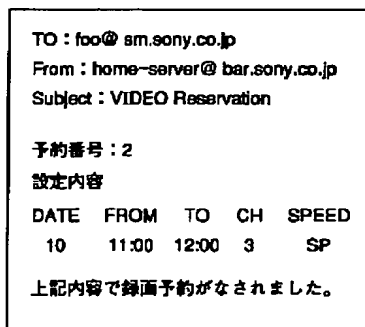 TO：foo@ sm.sony.co.jp
From：home-server@ bar.sony.co.jp
Subject：VIDEO Reservation
予約番号：2
設定内容
DATE FROM TO CH SPEED
10 11:00 12:00 3 SP
上記内容で録画予約がなされました。